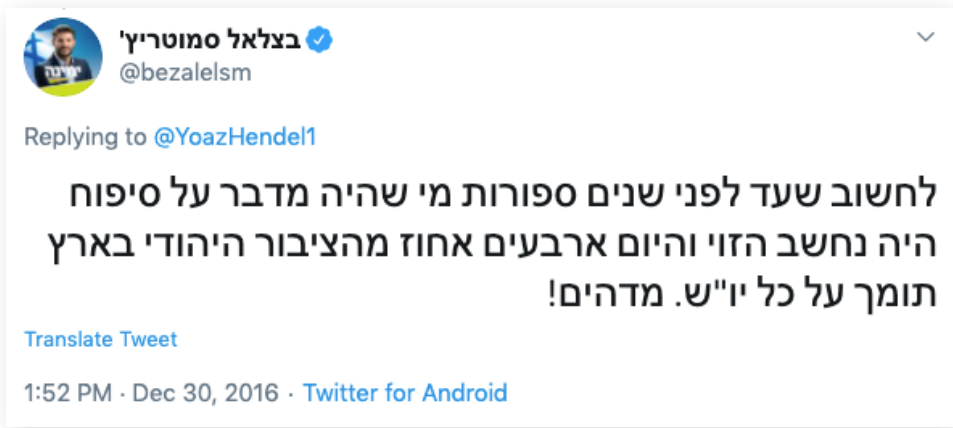 בצלאל סמוטריץ'
@bezalelsm
ימינה
Replying to @YoazHendel1
לחשוב שעד לפני שנים ספורות מי שהיה מדבר על סיפוח
היה נחשב הזוי והיום ארבעים אחוז מהציבור היהודי בארץ
תומך על כל יו"ש. מדהים!
Translate Tweet
1:52 PM · Dec 30, 2016 · Twitter for Android